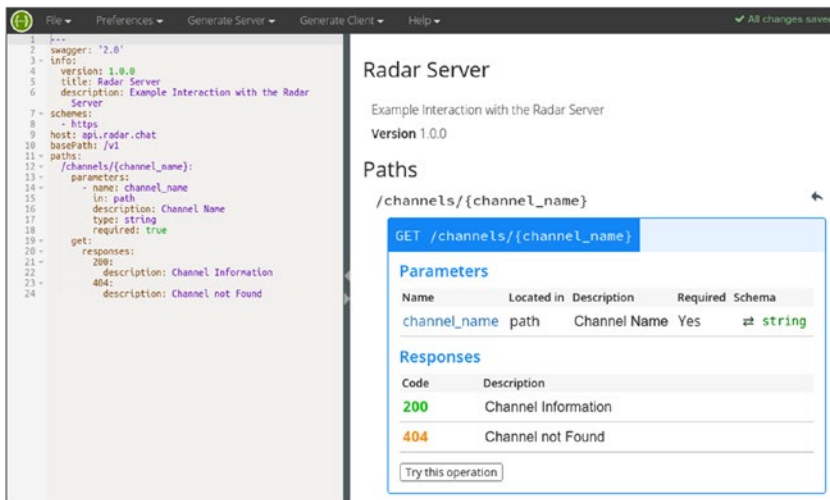 File Preferences Generate Server Generate Client Help All changes saved
1 ---
2 swagger: '2.0'
3 info:
4 version: 1.0.0
5 title: Radar Server
6 description: Example Interaction with the Radar
Server
7 schemes:
8 - https
9 host: api.radar.chat
10 basePath: /v1
11 paths:
12 /channels/{channel_name}:
13 parameters:
14 - name: channel_name
15 in: path
16 description: Channel Name
17 type: string
18 required: true
19 get:
20 responses:
21 200:
22 description: Channel Information
23 404:
24 description: Channel not Found
Radar Server
Example Interaction with the Radar Server
Version 1.0.0
Paths
/channels/{channel_name}
GET /channels/{channel_name}
Parameters
Name Located in Description Required Schema
channel_name path Channel Name Yes ⇄ string
Responses
Code Description
200 Channel Information
404 Channel not Found
Try this operation